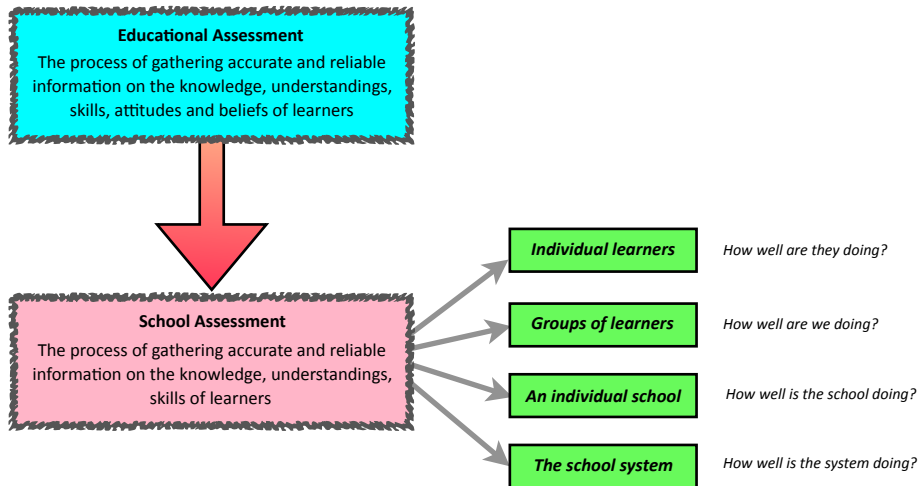 Educational Assessment
The process of gathering accurate and reliable
information on the knowledge, understandings,
skills, attitudes and beliefs of learners
School Assessment
The process of gathering accurate and reliable
information on the knowledge, understandings,
skills of learners
Individual learners
How well are they doing?
Groups of learners
How well are we doing?
An individual school
How well is the school doing?
The school system
How well is the system doing?